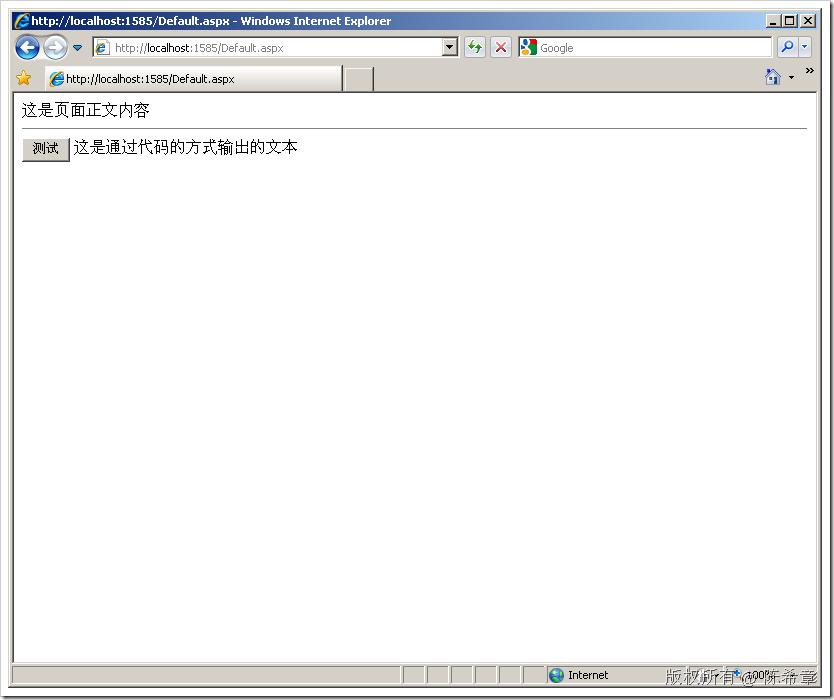 http://localhost:1585/Default.aspx - Windows Internet Explorer
http://localhost:1585/Default.aspx
Google
http://localhost:1585/Default.aspx
这是页面正文内容
测试 这是通过代码的方式输出的文本
Internet
100%
版权所有 @ 陈希章